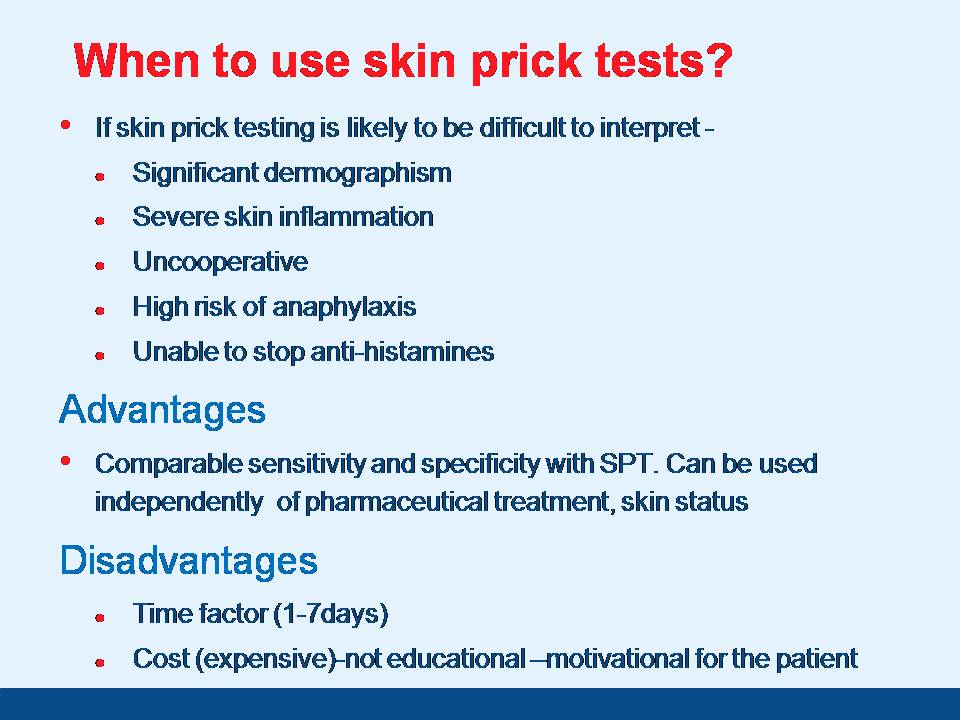 When to use skin prick tests?
• If skin prick testing is likely to be difficult to interpret -
• Significant dermographism
• Severe skin inflammation
• Uncooperative
• High risk of anaphylaxis
• Unable to stop anti-histamines
Advantages
• Comparable sensitivity and specificity with SPT. Can be used
independently of pharmaceutical treatment, skin status
Disadvantages
• Time factor (1-7days)
• Cost (expensive)-not educational –motivational for the patient